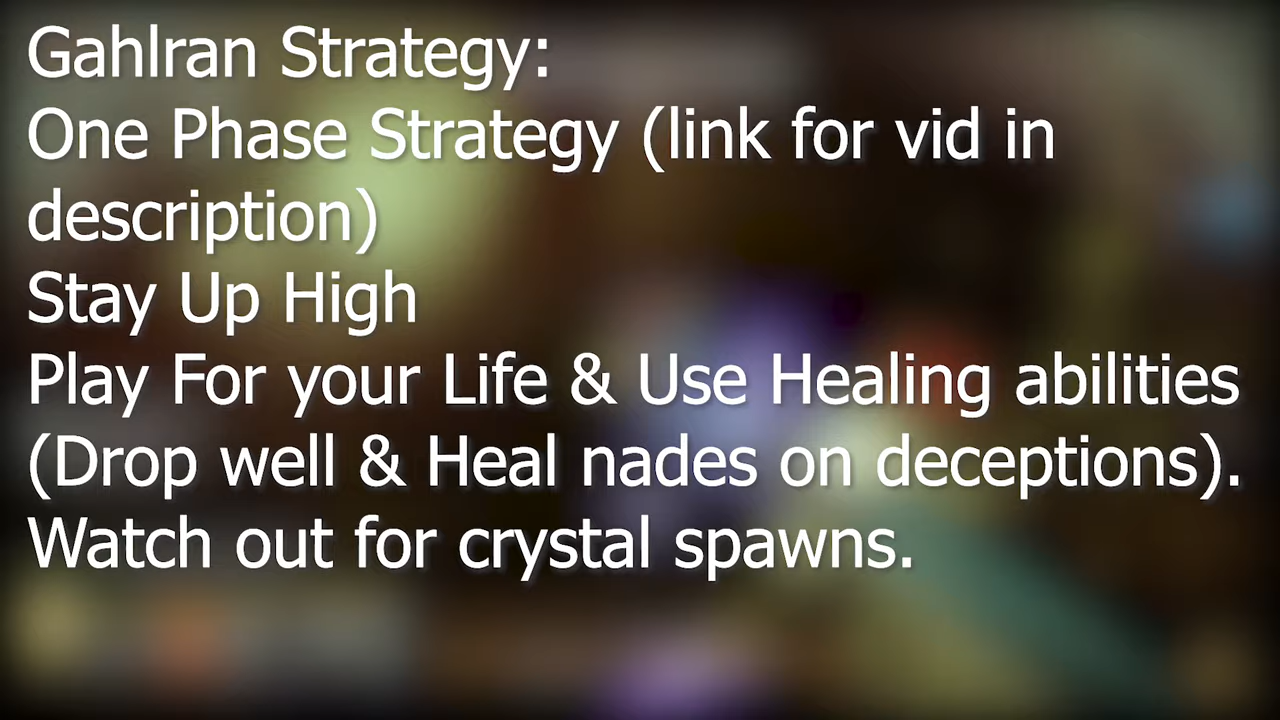 Gahlran Strategy:
One Phase Strategy (link for vid in
description)
Stay Up High
Play For your Life & Use Healing abilities
(Drop well & Heal nades on deceptions).
Watch out for crystal spawns.